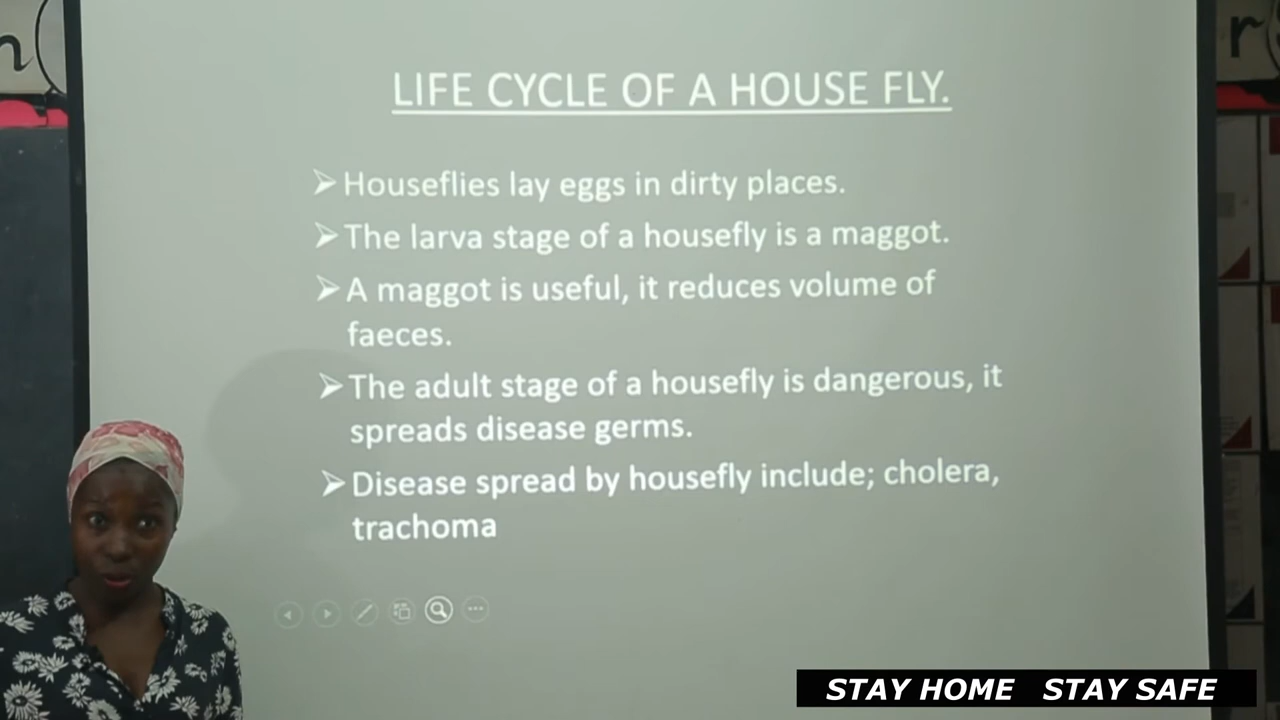 LIFE CYCLE OF A HOUSE FLY.
➢Houseflies lay eggs in dirty places.
➢The larva stage of a housefly is a maggot.
➢A maggot is useful, it reduces volume of
faeces.
➢The adult stage of a housefly is dangerous, it
spreads disease germs.
➢Disease spread by housefly include; cholera,
trachoma
STAY HOME STAY SAFE